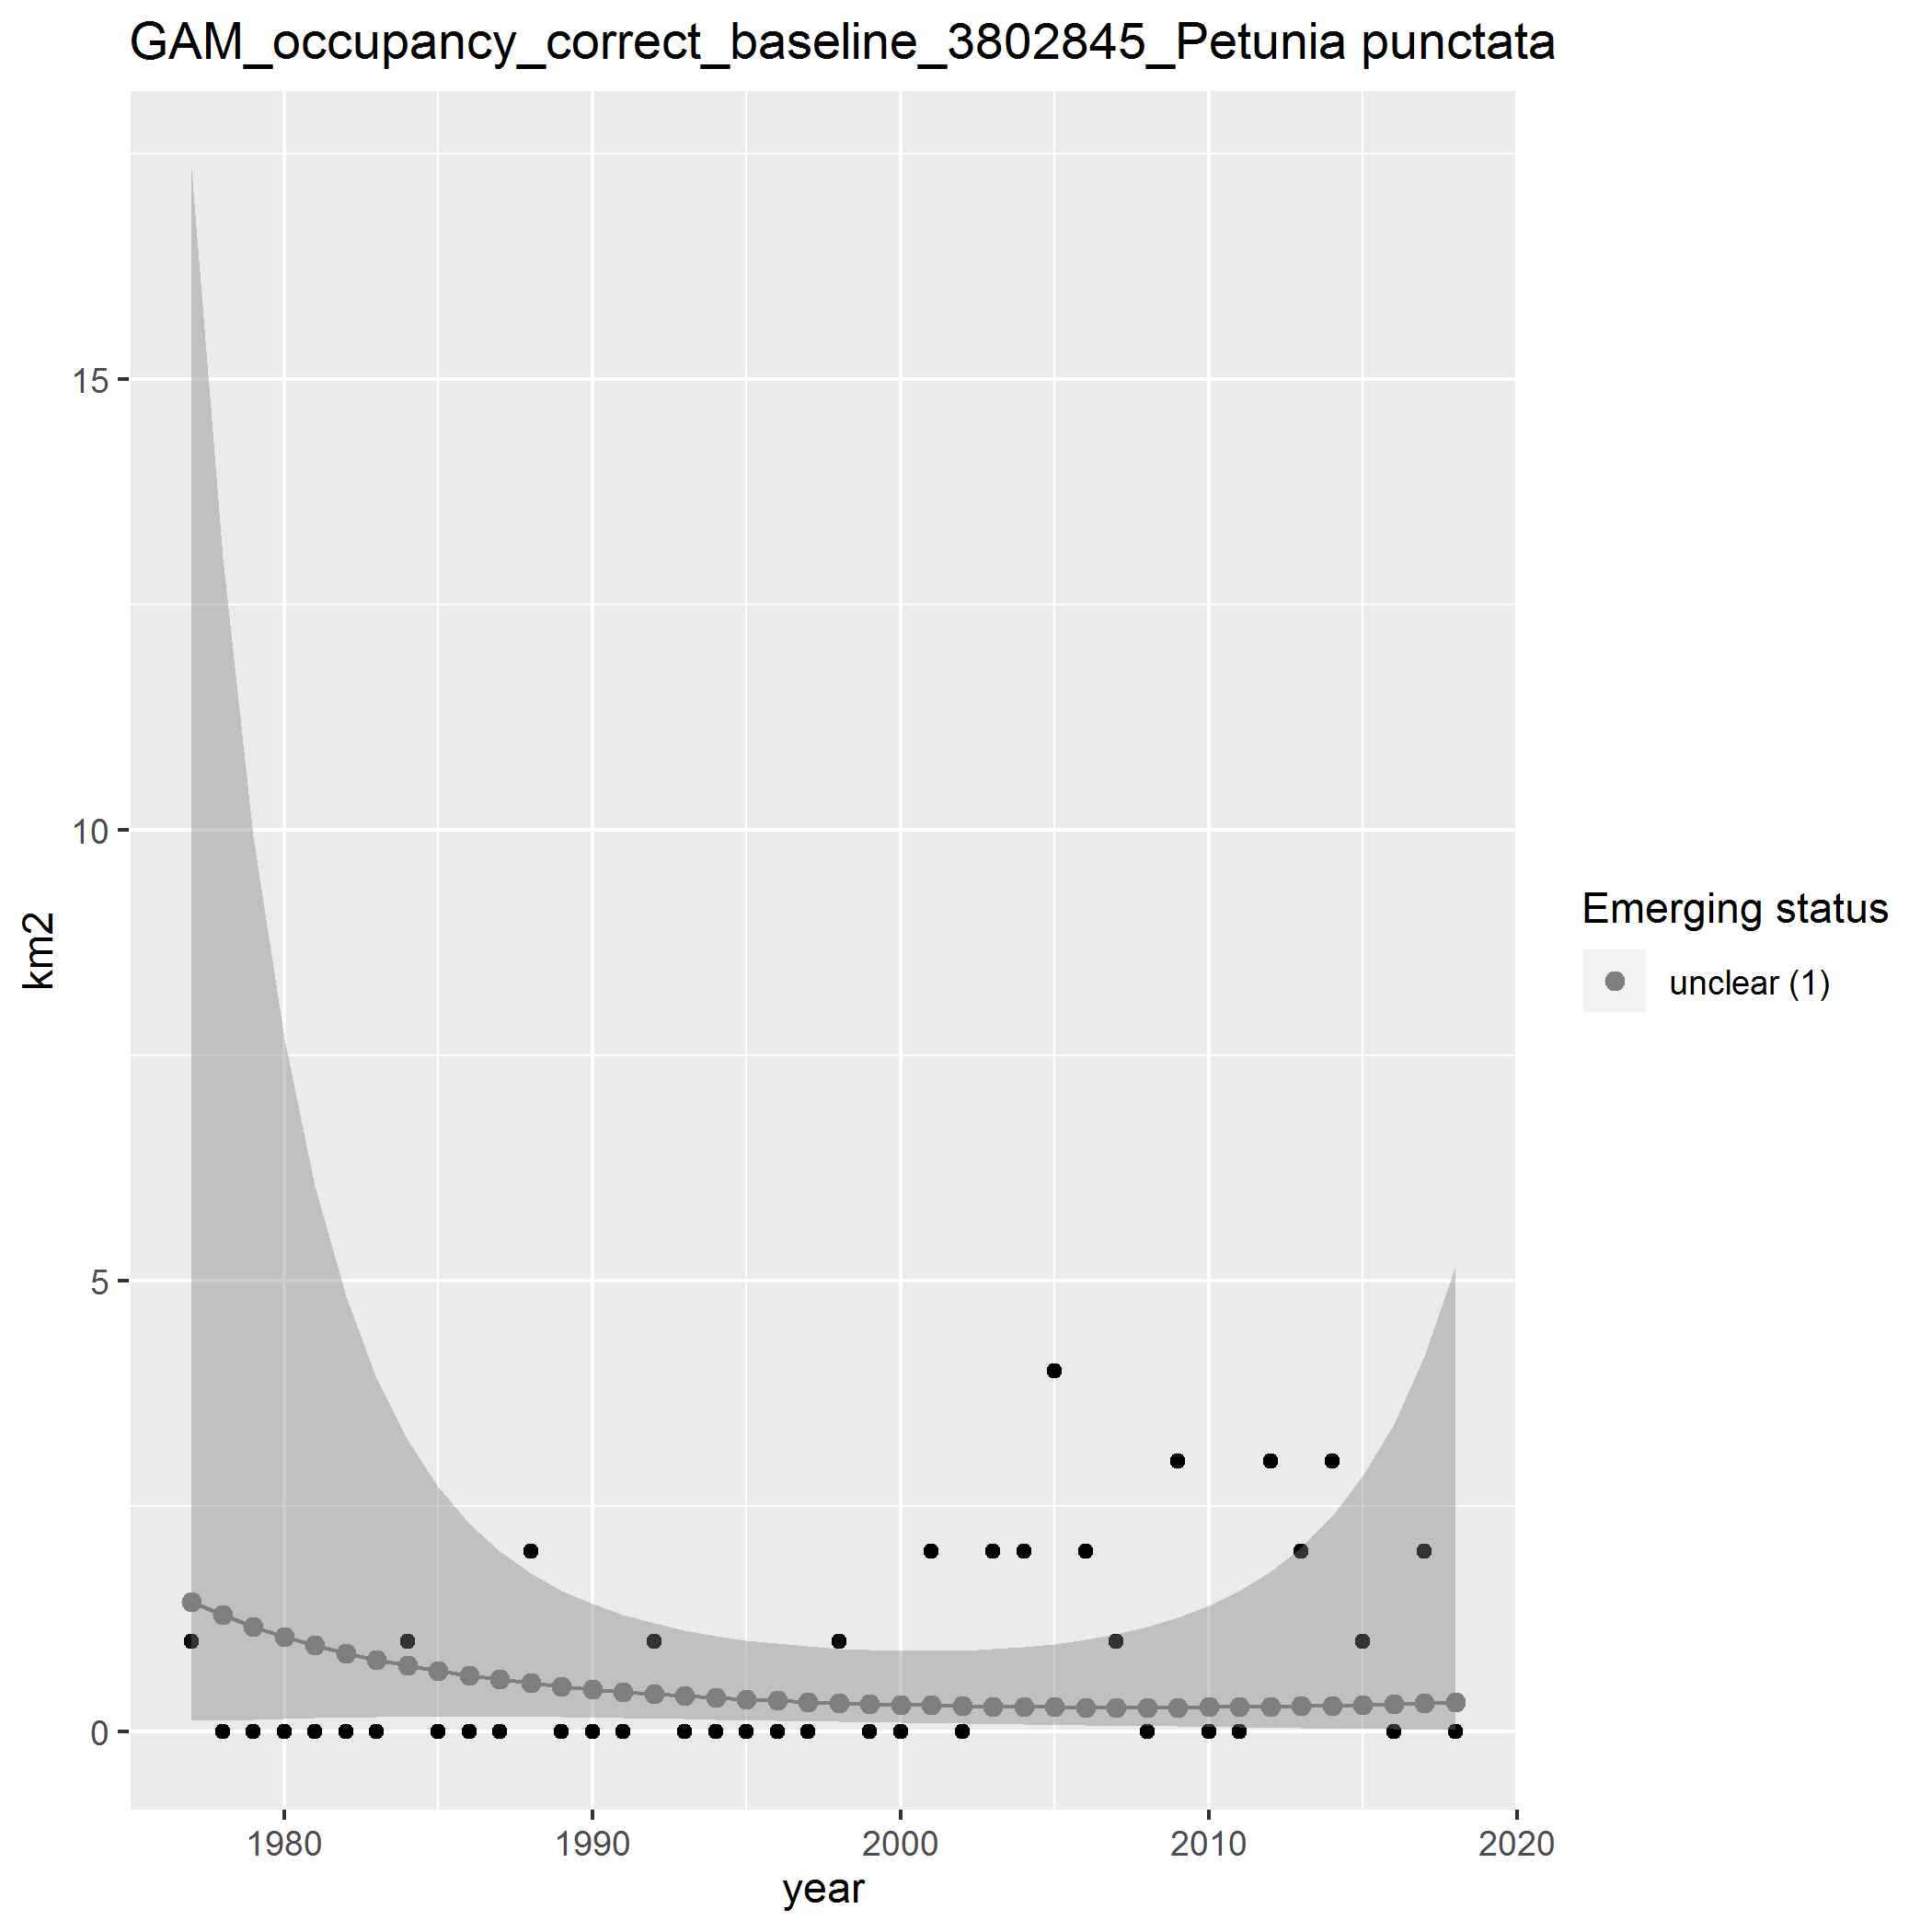 GAM_occupancy_correct_baseline_3802845_Petunia punctata
15
10
5
0
km2
1980 1990 2000 2010 2020
year
Emerging status
unclear (1)